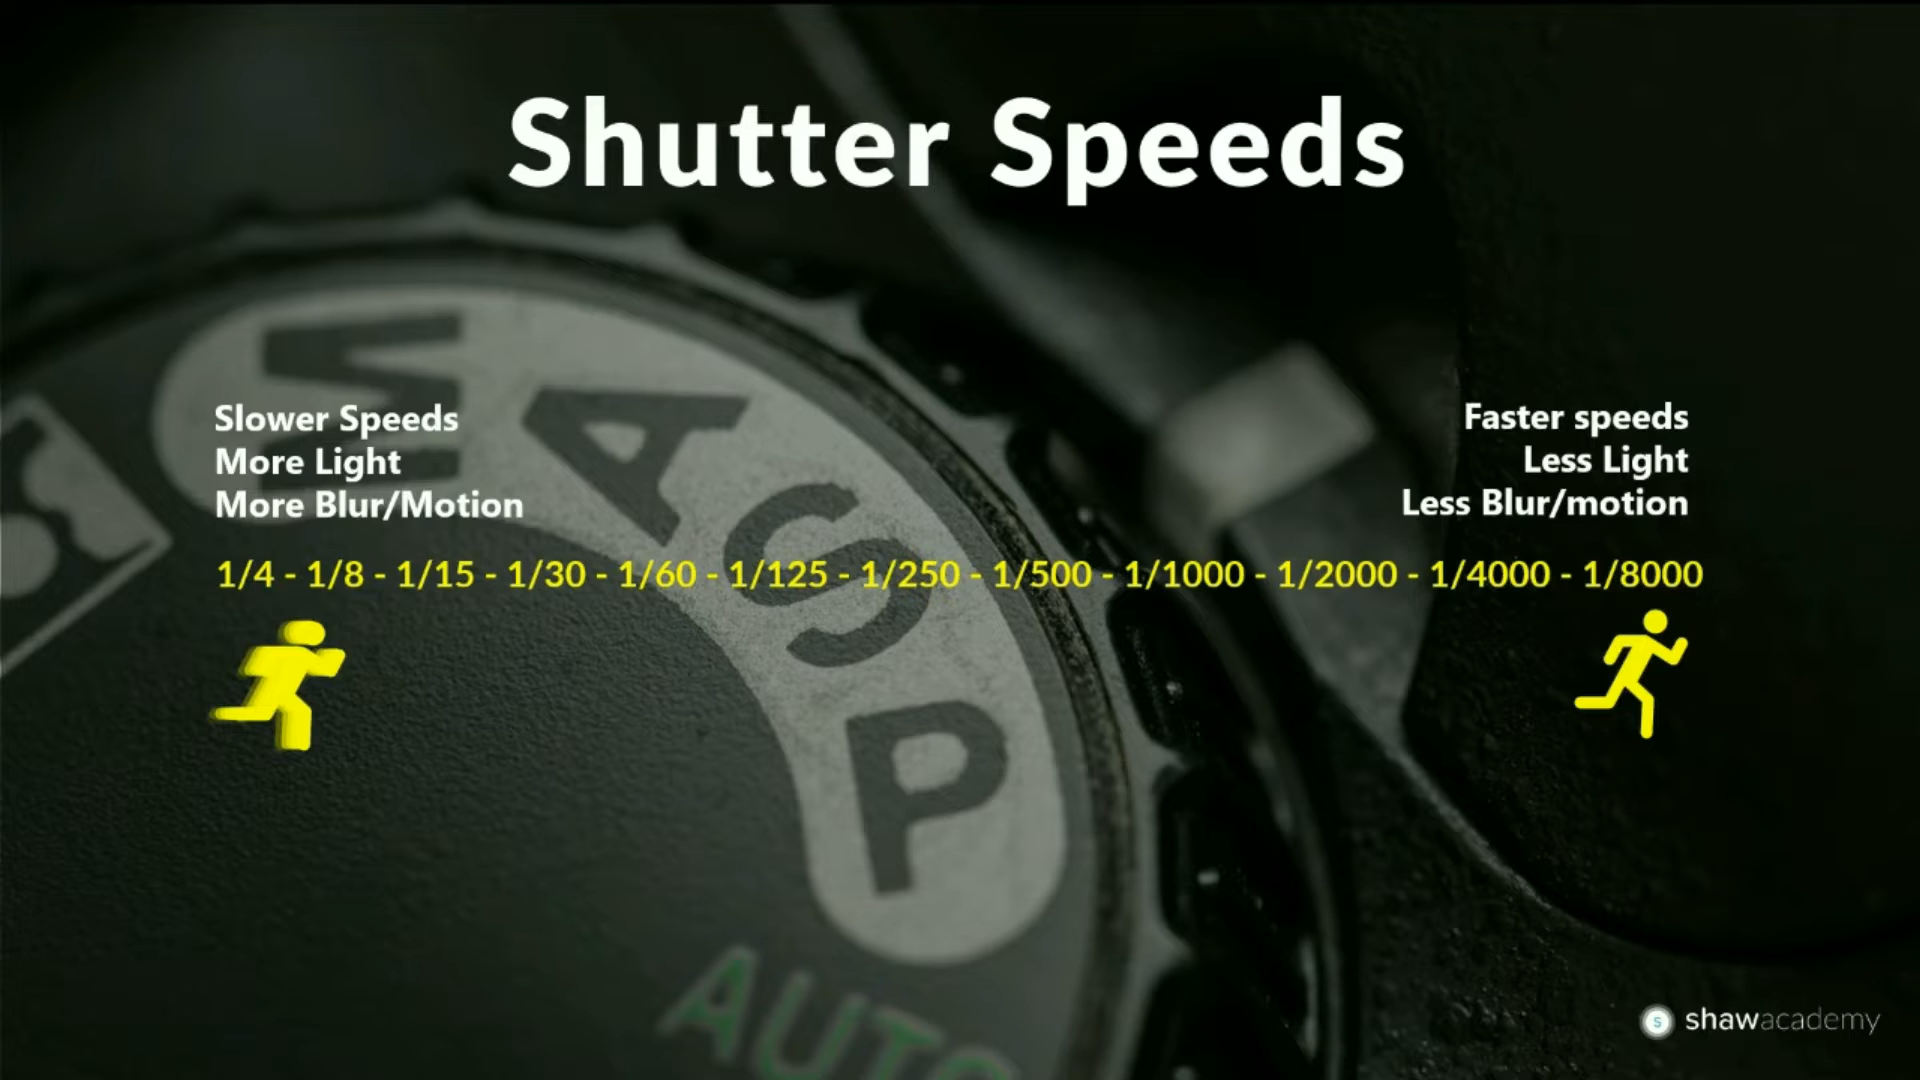 Shutter Speeds
Slower Speeds
More Light
More Blur/Motion
Faster speeds
Less Light
Less Blur/motion
1/4 - 1/8 - 1/15 - 1/30 - 1/60 - 1/125 - 1/250 - 1/500 - 1/1000 - 1/2000 - 1/4000 - 1/8000
M
A
S
P
AUTO
S shawacademy